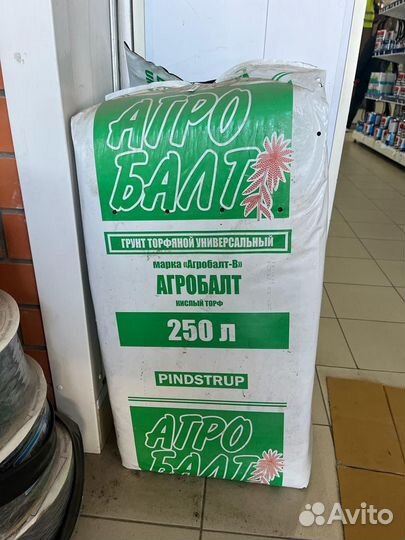 АГРО
БАЛТ
ГРУНТ ТОРФЯНОЙ УНИВЕРСАЛЬНЫЙ
марка «Агробалт-В»
АГРОБАЛТ
КИСЛЫЙ ТОРФ
250 л
PINDSTRUP
АГРО
БАЛТ
Avito